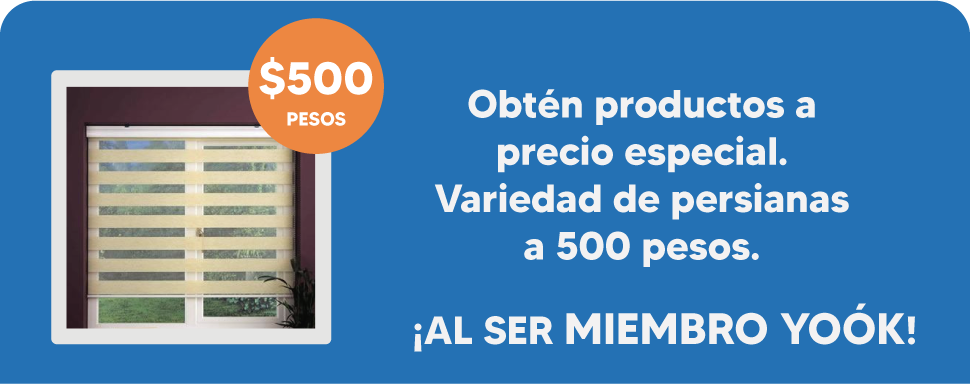 $500
PESOS
Obtén productos a
precio especial.
Variedad de persianas
a 500 pesos.
¡AL SER MIEMBRO YOÓK!